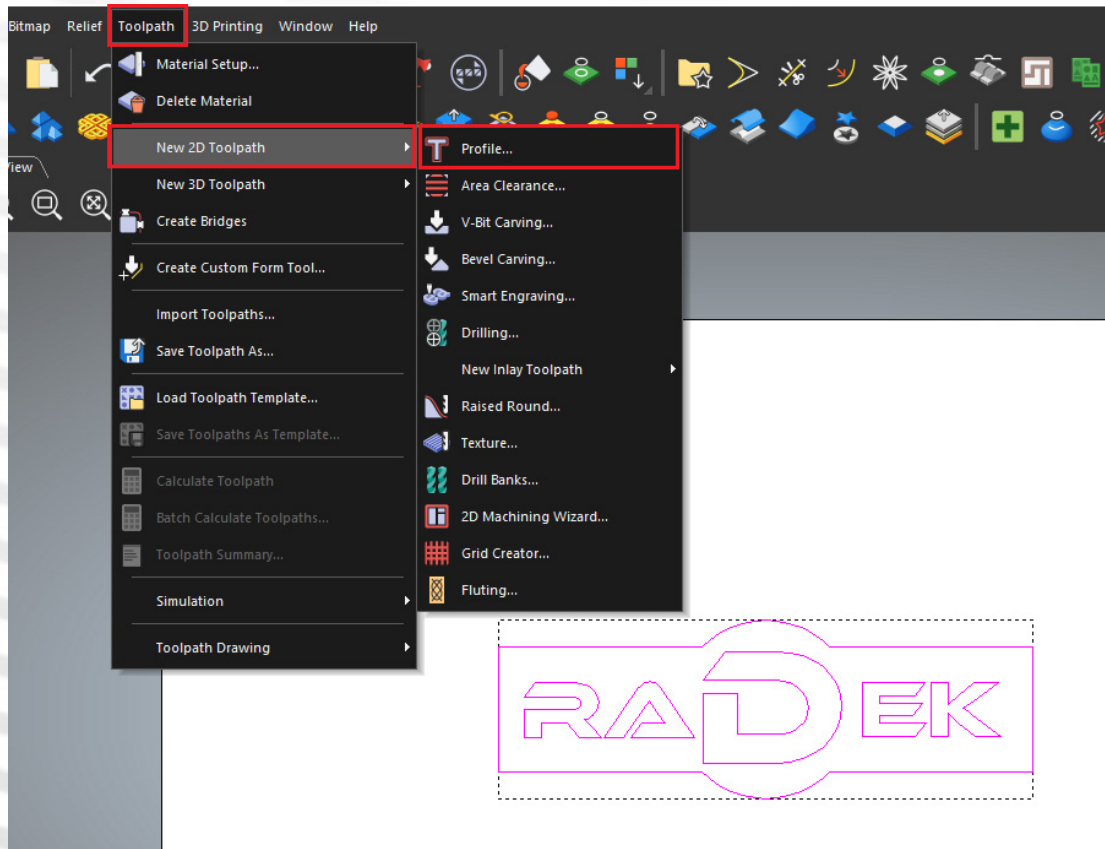 Bitmap Relief Toolpath 3D Printing Window Help
Material Setup...
Delete Material
New 2D Toolpath
New 3D Toolpath
Create Bridges
Create Custom Form Tool...
Import Toolpaths...
Save Toolpath As...
Load Toolpath Template...
Save Toolpaths As Template...
Calculate Toolpath
Batch Calculate Toolpaths...
Toolpath Summary...
Simulation
Toolpath Drawing
Profile...
Area Clearance...
V-Bit Carving...
Bevel Carving...
Smart Engraving...
Drilling...
New Inlay Toolpath
Raised Round...
Texture...
Drill Banks...
2D Machining Wizard...
Grid Creator...
Fluting...
RADEK